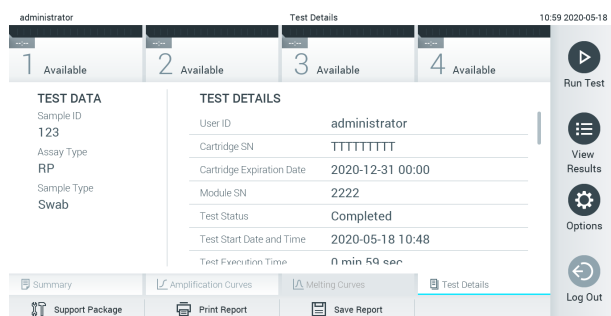 administrator Test Details 10:59 2020-05-18
--:-- --:-- --:-- --:--
1 Available 2 Available 3 Available 4 Available
Run Test
TEST DATA
Sample ID
123
Assay Type
RP
Sample Type
Swab
TEST DETAILS
User ID administrator
Cartridge SN TTTTTTTTT
Cartridge Expiration Date 2020-12-31 00:00
Module SN 2222
Test Status Completed
Test Start Date and Time 2020-05-18 10:48
Test Execution Time 0 min 59 sec
View
Results
Options
Log Out
Summary Amplification Curves Melting Curves Test Details
Support Package Print Report Save Report